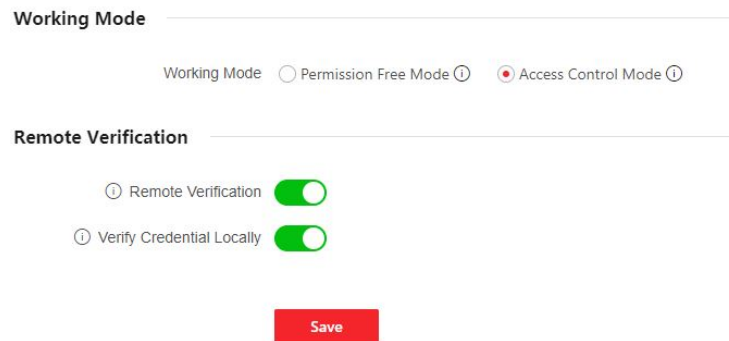 Working Mode
Working Mode Permission Free Mode Access Control Mode
Remote Verification
Remote Verification
Verify Credential Locally
Save